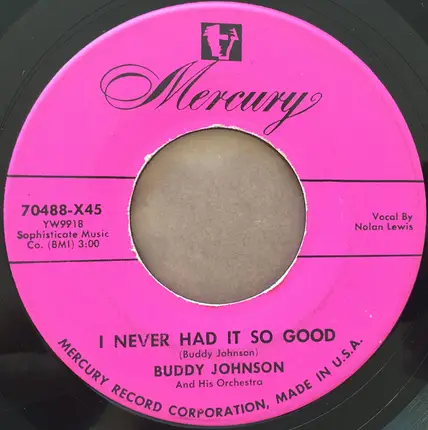 Mercury
70488-X45
YW9918
Sophisticate Music
Co. (BMI) 3:00
Vocal By
Nolan Lewis
I NEVER HAD IT SO GOOD
(Buddy Johnson)
BUDDY JOHNSON
And His Orchestra
MERCURY RECORD CORPORATION, MADE IN U.S.A.